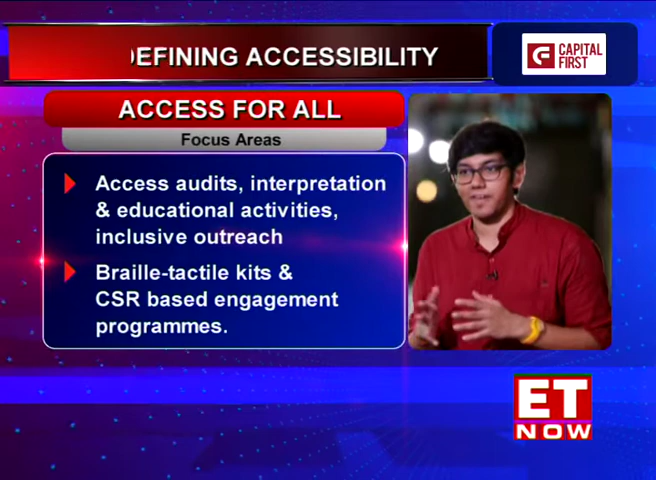 EFINING ACCESSIBILITY
CAPITAL
FIRST
ACCESS FOR ALL
Focus Areas
Access audits, interpretation
& educational activities,
inclusive outreach
Braille-tactile kits &
CSR based engagement
programmes.
ET
NOW